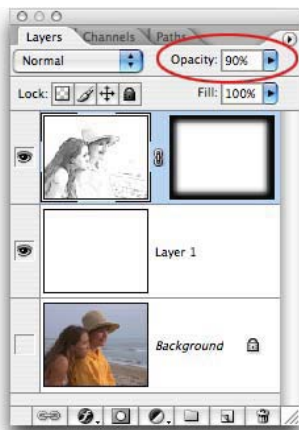 Layers Channels Paths
Normal Opacity: 90%
Lock: Fill: 100%
Layer 1
Background